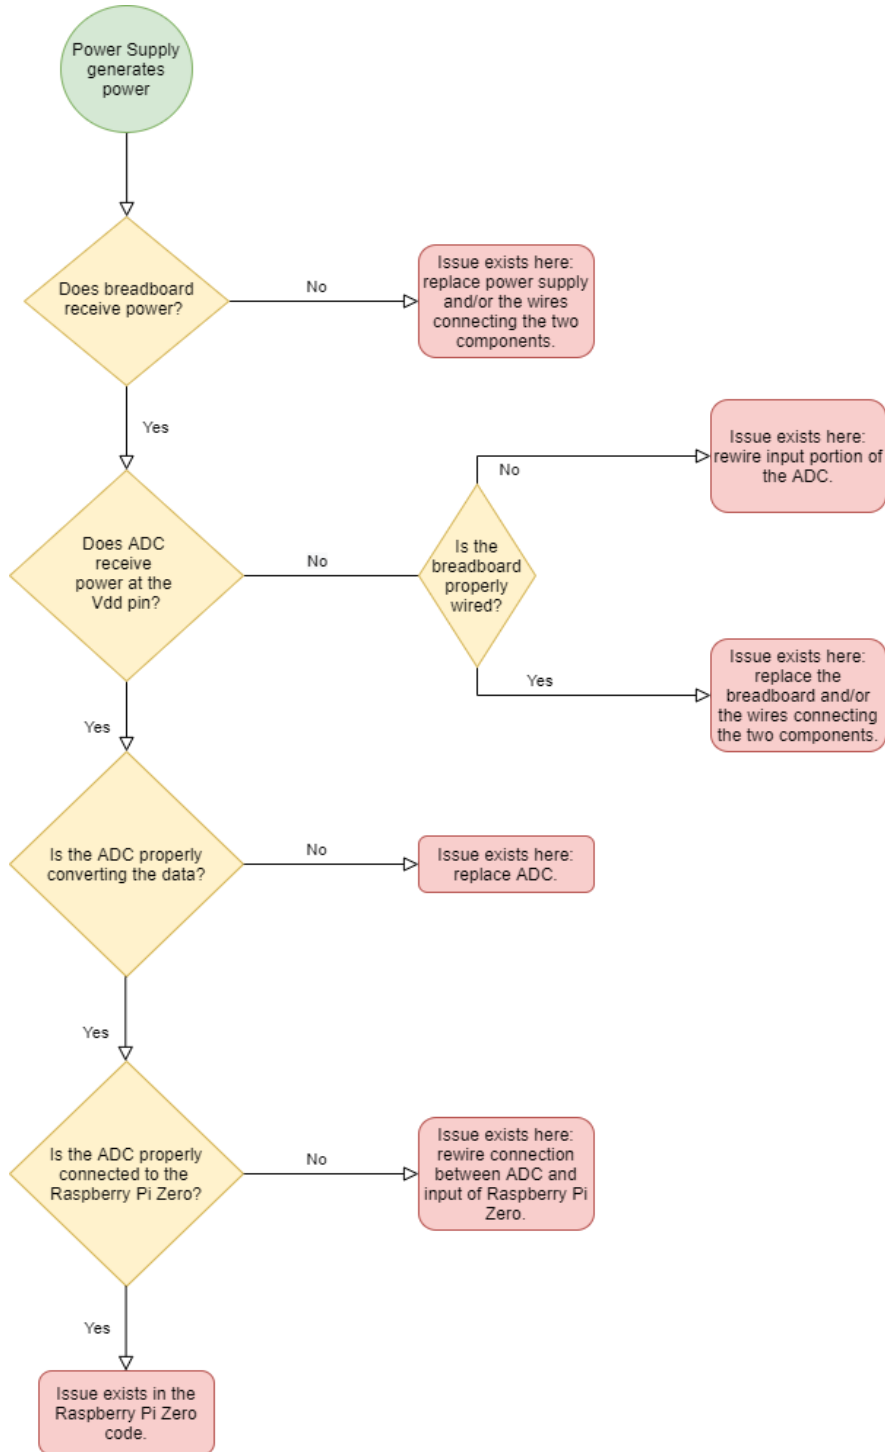 Power Supply
generates
power
Does breadboard
receive power?
No
Issue exists here:
replace power supply
and/or the wires
connecting the two
components.
Yes
Does ADC
receive
power at the
Vdd pin?
No
Is the
breadboard
properly
wired?
No
Issue exists here:
rewire input portion of
the ADC.
Yes
Issue exists here:
replace the
breadboard and/or
the wires connecting
the two components.
Yes
Is the ADC properly
converting the data?
No
Issue exists here:
replace ADC.
Yes
Is the ADC properly
connected to the
Raspberry Pi Zero?
No
Issue exists here:
rewire connection
between ADC and
input of Raspberry Pi
Zero.
Yes
Issue exists in the
Raspberry Pi Zero
code.